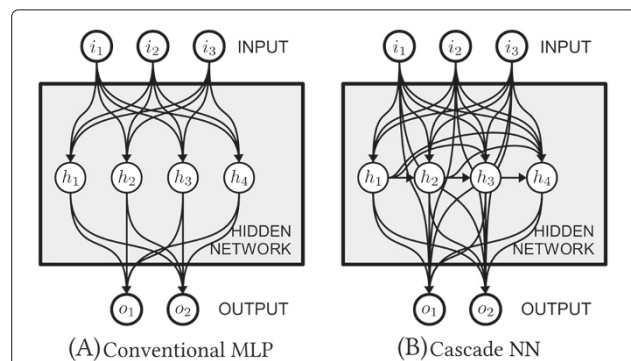 i1 i2 i3 INPUT
h1 h2 h3 h4
HIDDEN
NETWORK
o1 o2 OUTPUT
(A) Conventional MLP
i1 i2 i3 INPUT
h1 h2 h3 h4
HIDDEN
NETWORK
o1 o2 OUTPUT
(B) Cascade NN